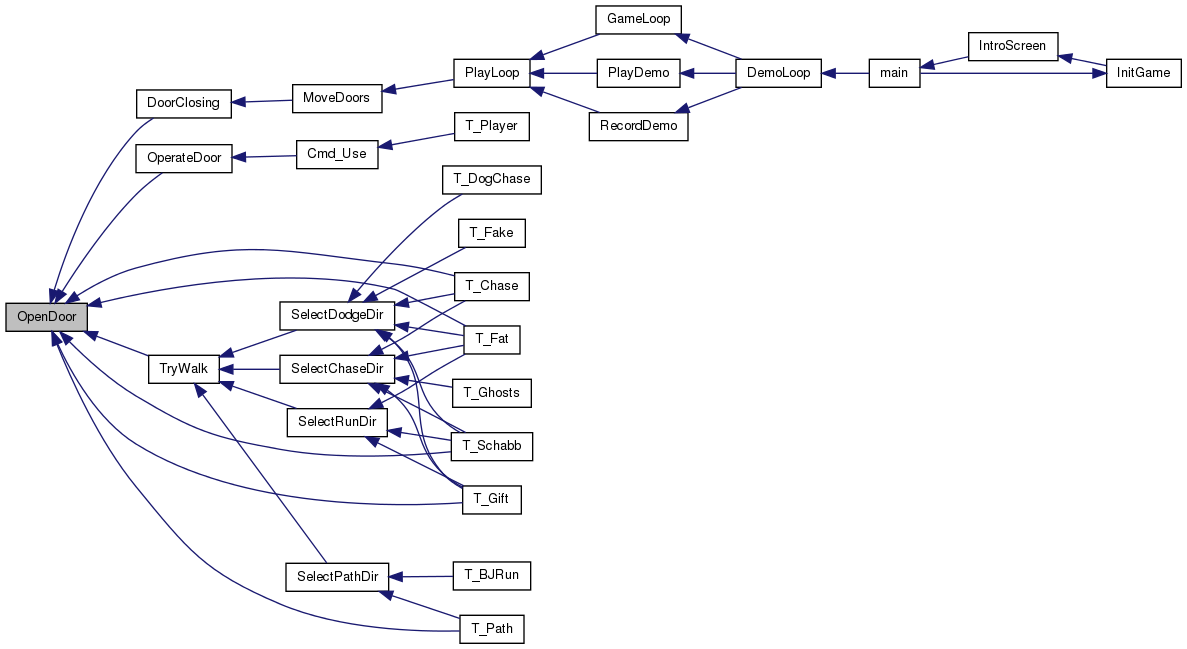 GameLoop
IntroScreen
PlayLoop
PlayDemo
DemoLoop
main
InitGame
DoorClosing
MoveDoors
RecordDemo
T_Player
OperateDoor
Cmd_Use
T_DogChase
T_Fake
T_Chase
OpenDoor
SelectDodgeDir
T_Fat
TryWalk
SelectChaseDir
T_Ghosts
SelectRunDir
T_Schabb
T_Gift
SelectPathDir
T_BJRun
T_Path